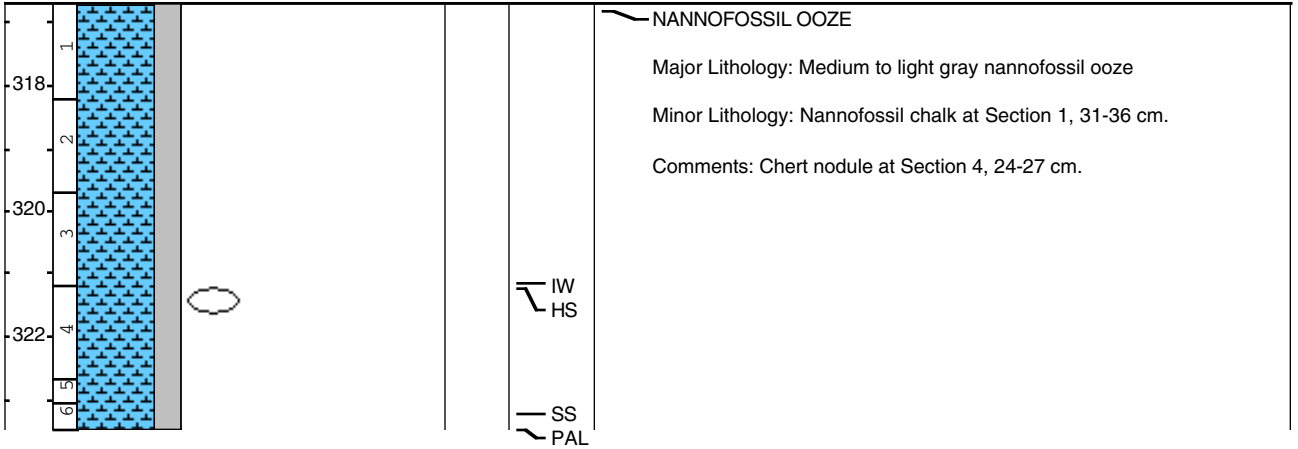 NANNOFOSSIL OOZE
Major Lithology: Medium to light gray nannofossil ooze
Minor Lithology: Nannofossil chalk at Section 1, 31-36 cm.
Comments: Chert nodule at Section 4, 24-27 cm.
1
318
2
320
3
IW
HS
4
322
5
6
SS
PAL